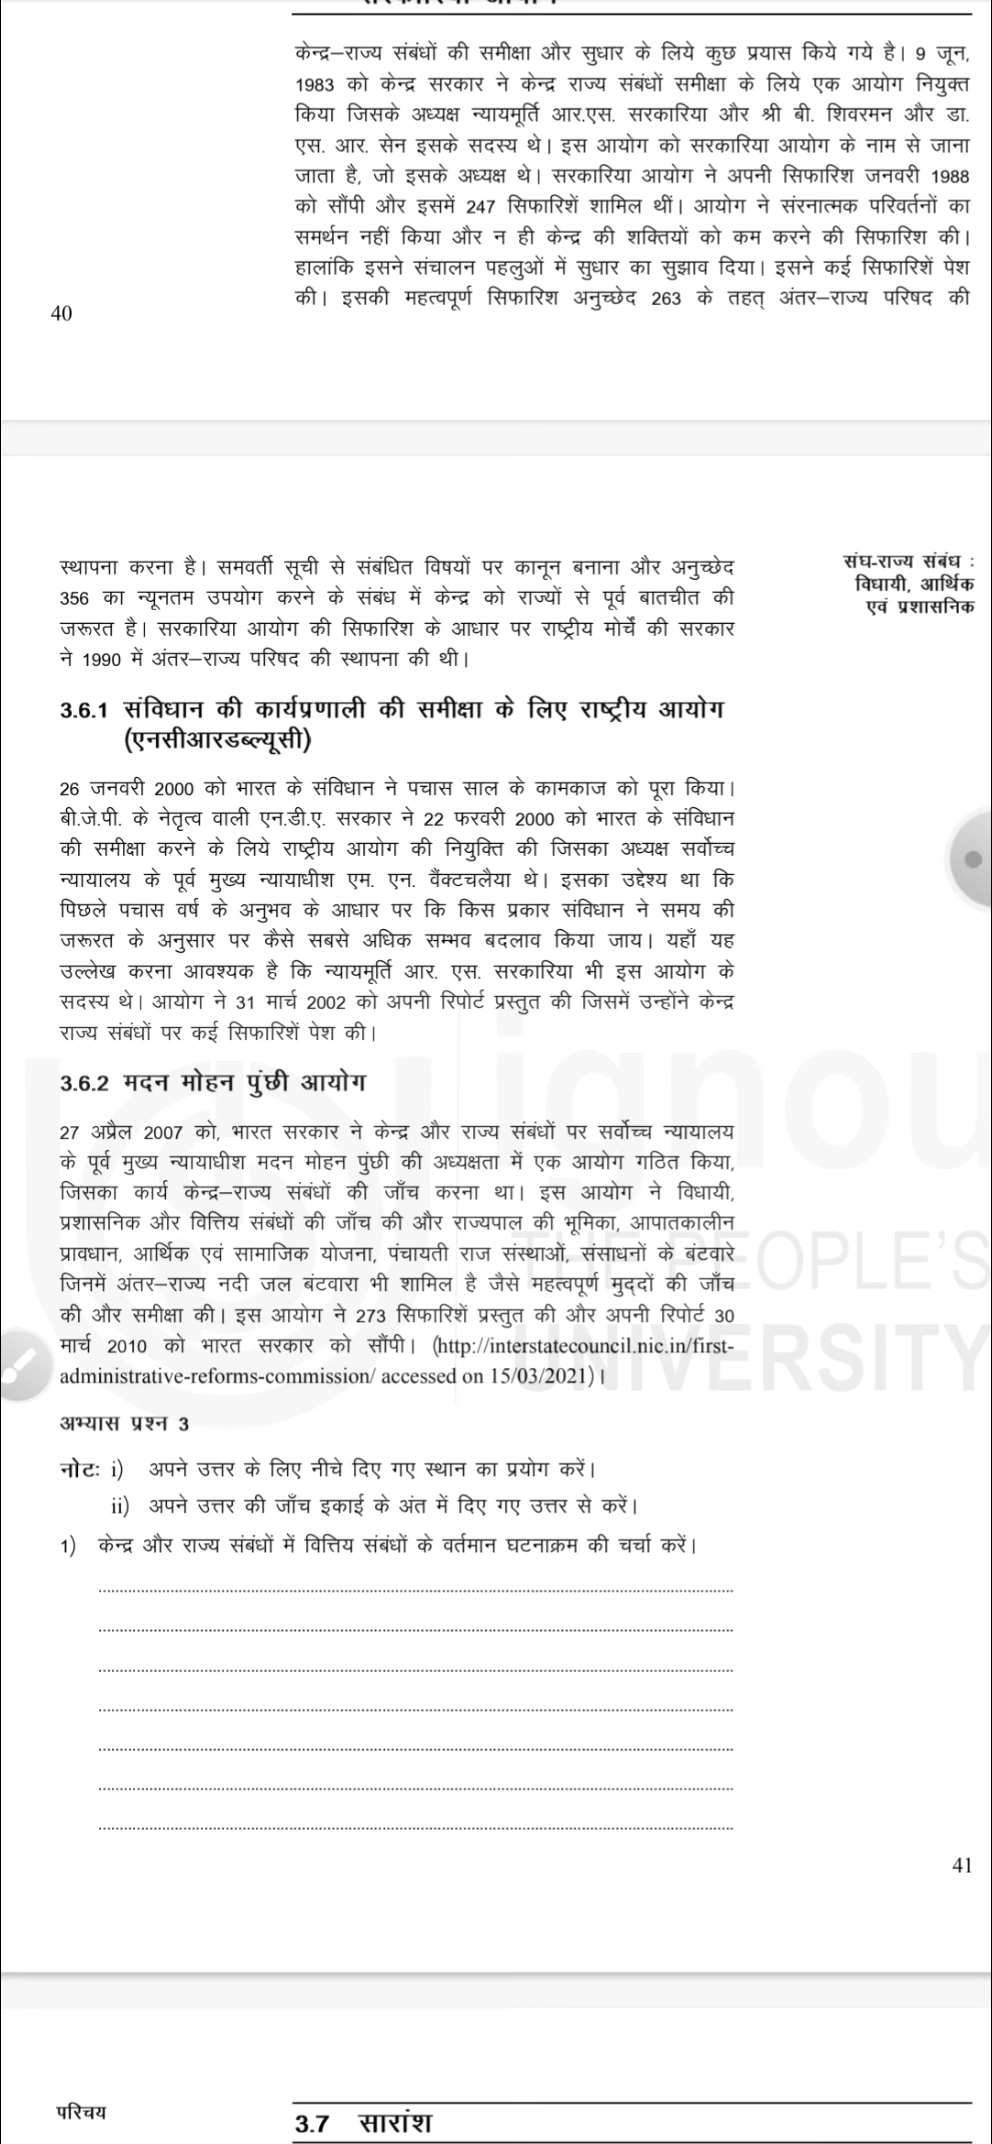 केन्द्र–राज्य संबंधों की समीक्षा और सुधार के लिये कुछ प्रयास किये गये है। 9 जून,
1983 को केन्द्र सरकार ने केन्द्र राज्य संबंधों समीक्षा के लिये एक आयोग नियुक्त
किया जिसके अध्यक्ष न्यायमूर्ति आर.एस. सरकारिया और श्री बी. शिवरमन और डा.
एस. आर. सेन इसके सदस्य थे। इस आयोग को सरकारिया आयोग के नाम से जाना
जाता है, जो इसके अध्यक्ष थे। सरकारिया आयोग ने अपनी सिफारिश जनवरी 1988
को सौंपी और इसमें 247 सिफारिशें शामिल थीं। आयोग ने संरनात्मक परिवर्तनों का
समर्थन नहीं किया और न ही केन्द्र की शक्तियों को कम करने की सिफारिश की।
हालांकि इसने संचालन पहलुओं में सुधार का सुझाव दिया। इसने कई सिफारिशें पेश
की। इसकी महत्वपूर्ण सिफारिश अनुच्छेद 263 के तहत् अंतर–राज्य परिषद की
40
स्थापना करना है। समवर्ती सूची से संबंधित विषयों पर कानून बनाना और अनुच्छेद
356 का न्यूनतम उपयोग करने के संबंध में केन्द्र को राज्यों से पूर्व बातचीत की
जरूरत है। सरकारिया आयोग की सिफारिश के आधार पर राष्ट्रीय मोर्चे की सरकार
ने 1990 में अंतर–राज्य परिषद की स्थापना की थी।
संघ-राज्य संबंध :
विधायी, आर्थिक
एवं प्रशासनिक
3.6.1 संविधान की कार्यप्रणाली की समीक्षा के लिए राष्ट्रीय आयोग
(एनसीआरडब्ल्यूसी)
26 जनवरी 2000 को भारत के संविधान ने पचास साल के कामकाज को पूरा किया।
बी.जे.पी. के नेतृत्व वाली एन.डी.ए. सरकार ने 22 फरवरी 2000 को भारत के संविधान
की समीक्षा करने के लिये राष्ट्रीय आयोग की नियुक्ति की जिसका अध्यक्ष सर्वोच्च
न्यायालय के पूर्व मुख्य न्यायाधीश एम. एन. वैंक्टचलैया थे। इसका उद्देश्य था कि
पिछले पचास वर्ष के अनुभव के आधार पर कि किस प्रकार संविधान ने समय की
जरूरत के अनुसार पर कैसे सबसे अधिक सम्भव बदलाव किया जाय। यहाँ यह
उल्लेख करना आवश्यक है कि न्यायमूर्ति आर. एस. सरकारिया भी इस आयोग के
सदस्य थे। आयोग ने 31 मार्च 2002 को अपनी रिपोर्ट प्रस्तुत की जिसमें उन्होंने केन्द्र
राज्य संबंधों पर कई सिफारिशें पेश की।
3.6.2 मदन मोहन पुंछी आयोग
27 अप्रैल 2007 को, भारत सरकार ने केन्द्र और राज्य संबंधों पर सर्वोच्च न्यायालय
के पूर्व मुख्य न्यायाधीश मदन मोहन पुंछी की अध्यक्षता में एक आयोग गठित किया,
जिसका कार्य केन्द्र–राज्य संबंधों की जाँच करना था। इस आयोग ने विधायी,
प्रशासनिक और वित्तिय संबंधों की जाँच की और राज्यपाल की भूमिका, आपातकालीन
प्रावधान, आर्थिक एवं सामाजिक योजना, पंचायती राज संस्थाओं, संसाधनों के बंटवारे
जिनमें अंतर–राज्य नदी जल बंटवारा भी शामिल है जैसे महत्वपूर्ण मुद्दों की जाँच
की और समीक्षा की। इस आयोग ने 273 सिफारिशें प्रस्तुत की और अपनी रिपोर्ट 30
मार्च 2010 को भारत सरकार को सौंपी। (http://interstatecouncil.nic.in/first-
administrative-reforms-commission/ accessed on 15/03/2021)।
ignou
THE PEOPLE'S
UNIVERSITY
अभ्यास प्रश्न 3
नोटः i) अपने उत्तर के लिए नीचे दिए गए स्थान का प्रयोग करें।
ii) अपने उत्तर की जाँच इकाई के अंत में दिए गए उत्तर से करें।
1) केन्द्र और राज्य संबंधों में वित्तिय संबंधों के वर्तमान घटनाक्रम की चर्चा करें।
41
परिचय
3.7 सारांश